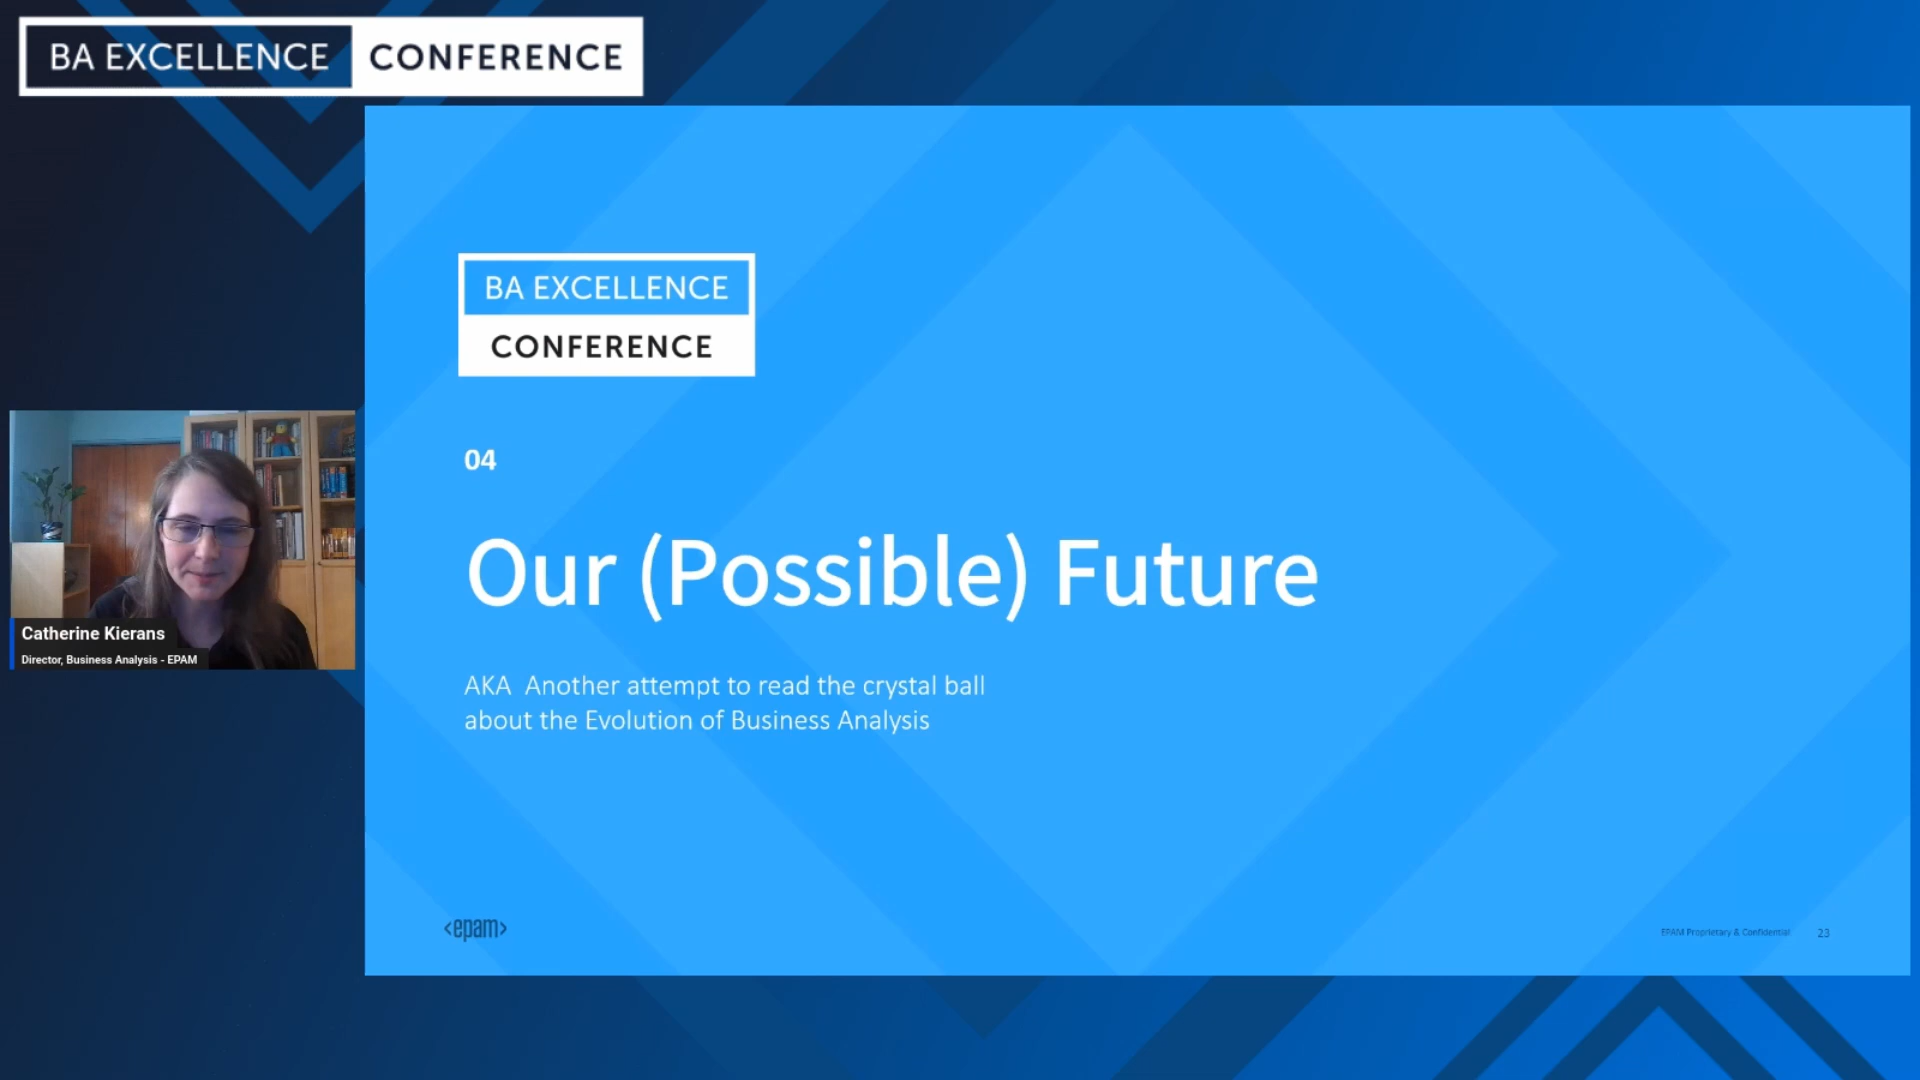 BA EXCELLENCE CONFERENCE
BA EXCELLENCE
CONFERENCE
04
Our (Possible) Future
AKA  Another attempt to read the crystal ball
about the Evolution of Business Analysis
Catherine Kierans
Director, Business Analysis - EPAM
<epam>
EPAM Proprietary & Confidential
23